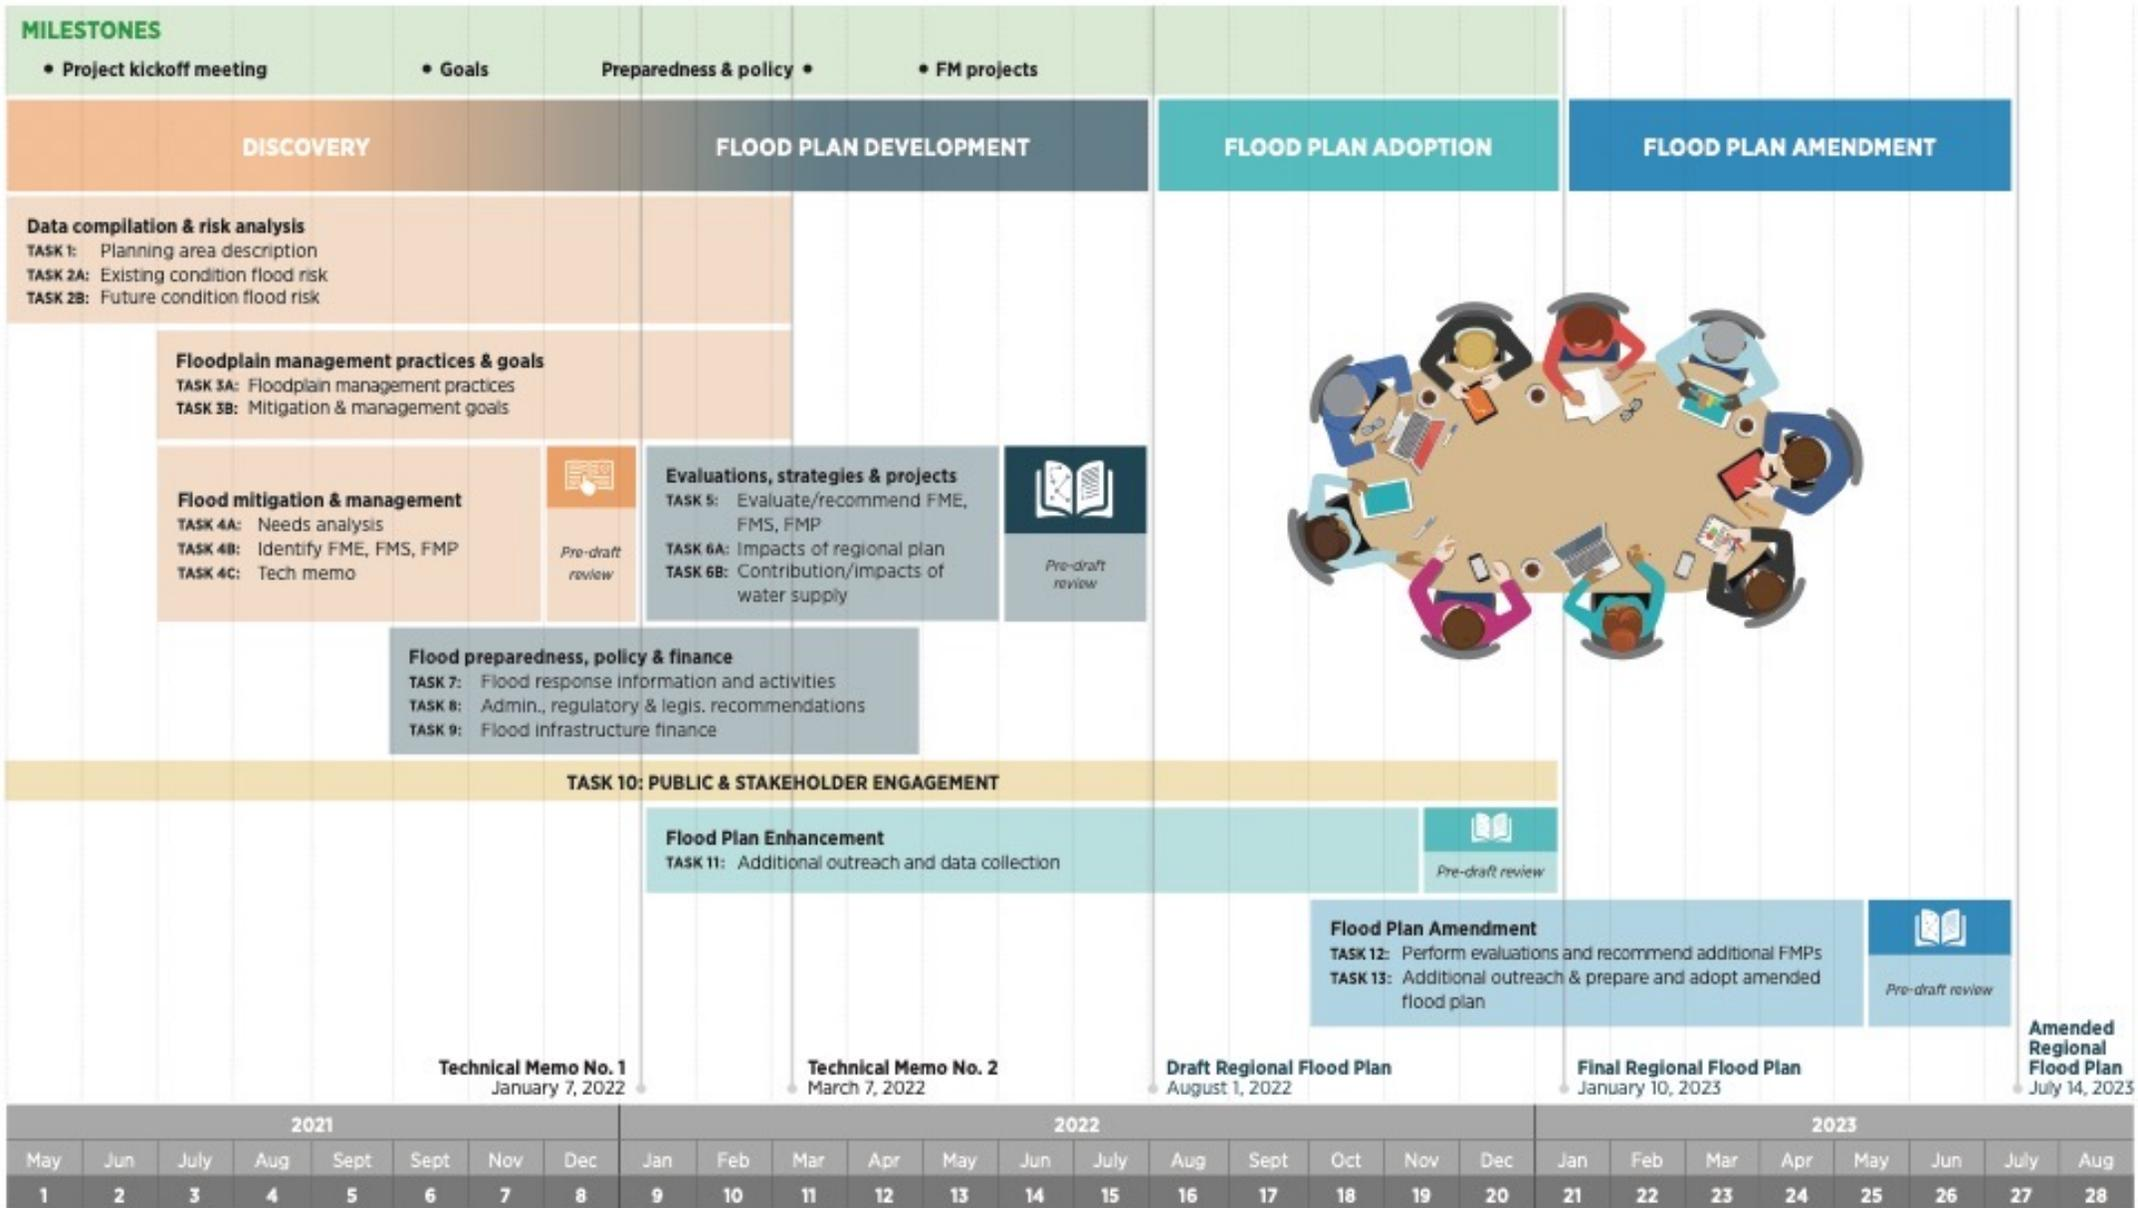 MILESTONES
• Project kickoff meeting
• Goals
Preparedness & policy •
• FM projects
DISCOVERY
FLOOD PLAN DEVELOPMENT
FLOOD PLAN ADOPTION
FLOOD PLAN AMENDMENT
Data compilation & risk analysis
TASK 1: Planning area description
TASK 2A: Existing condition flood risk
TASK 2B: Future condition flood risk
Floodplain management practices & goals
TASK 3A: Floodplain management practices
TASK 3B: Mitigation & management goals
Flood mitigation & management
TASK 4A: Needs analysis
TASK 4B: Identify FME, FMS, FMP
TASK 4C: Tech memo
Pre-draft
review
Evaluations, strategies & projects
TASK 5: Evaluate/recommend FME,
FMS, FMP
TASK 6A: Impacts of regional plan
TASK 6B: Contribution/impacts of
water supply
Pre-draft
review
Flood preparedness, policy & finance
TASK 7: Flood response information and activities
TASK 8: Admin., regulatory & legis. recommendations
TASK 9: Flood infrastructure finance
TASK 10: PUBLIC & STAKEHOLDER ENGAGEMENT
Flood Plan Enhancement
TASK 11: Additional outreach and data collection
Pre-draft review
Flood Plan Amendment
TASK 12: Perform evaluations and recommend additional FMPs
TASK 13: Additional outreach & prepare and adopt amended
flood plan
Pre-draft review
Technical Memo No. 1
January 7, 2022
Technical Memo No. 2
March 7, 2022
Draft Regional Flood Plan
August 1, 2022
Final Regional Flood Plan
January 10, 2023
Amended
Regional
Flood Plan
July 14, 2023
2021 2022 2023
May Jun July Aug Sept Sept Nov Dec Jan Feb Mar Apr May Jun July Aug Sept Oct Nov Dec Jan Feb Mar Apr May Jun July Aug
1 2 3 4 5 6 7 8 9 10 11 12 13 14 15 16 17 18 19 20 21 22 23 24 25 26 27 28